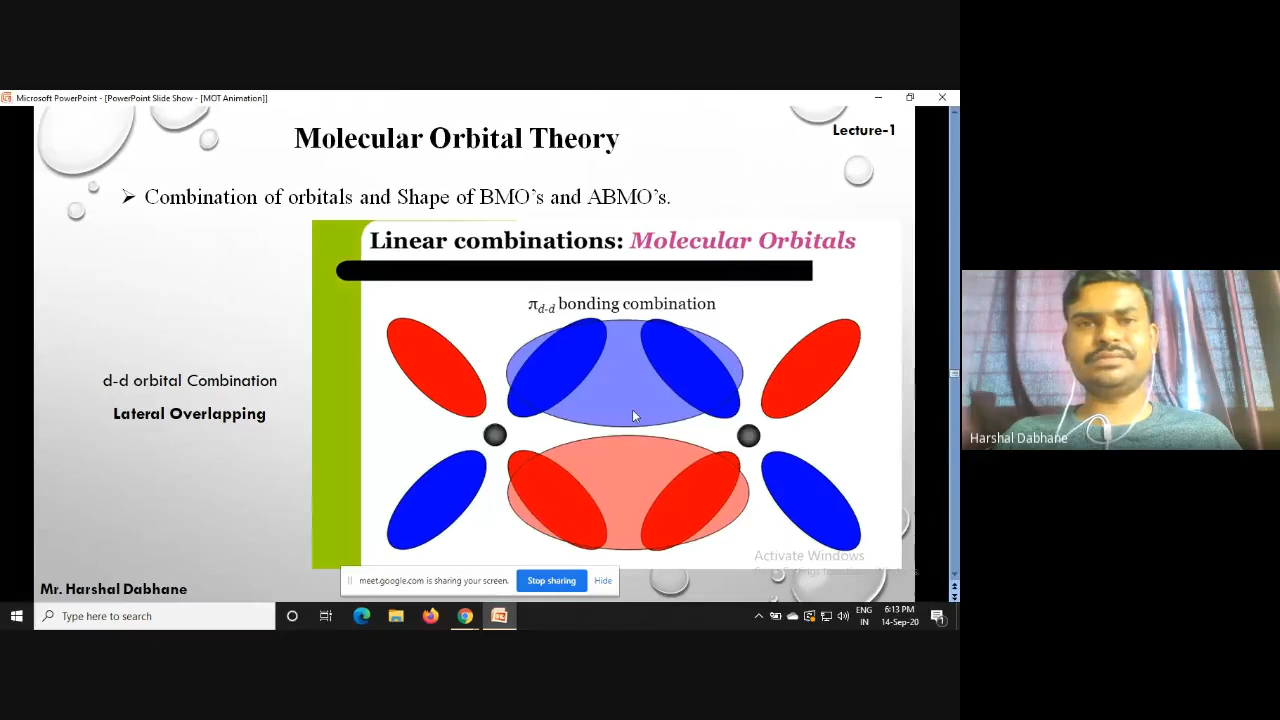 Microsoft PowerPoint - [PowerPoint Slide Show - [MOT Animation]]
Molecular Orbital Theory
Lecture-1
➢ Combination of orbitals and Shape of BMO's and ABMO's.
Linear combinations: Molecular Orbitals
πd-d bonding combination
d-d orbital Combination
Lateral Overlapping
Harshal Dabhane
Activate Windows
meet.google.com is sharing your screen.
Stop sharing
Hide
Mr. Harshal Dabhane
Type here to search
ENG
IN
6:13 PM
14-Sep-20
1